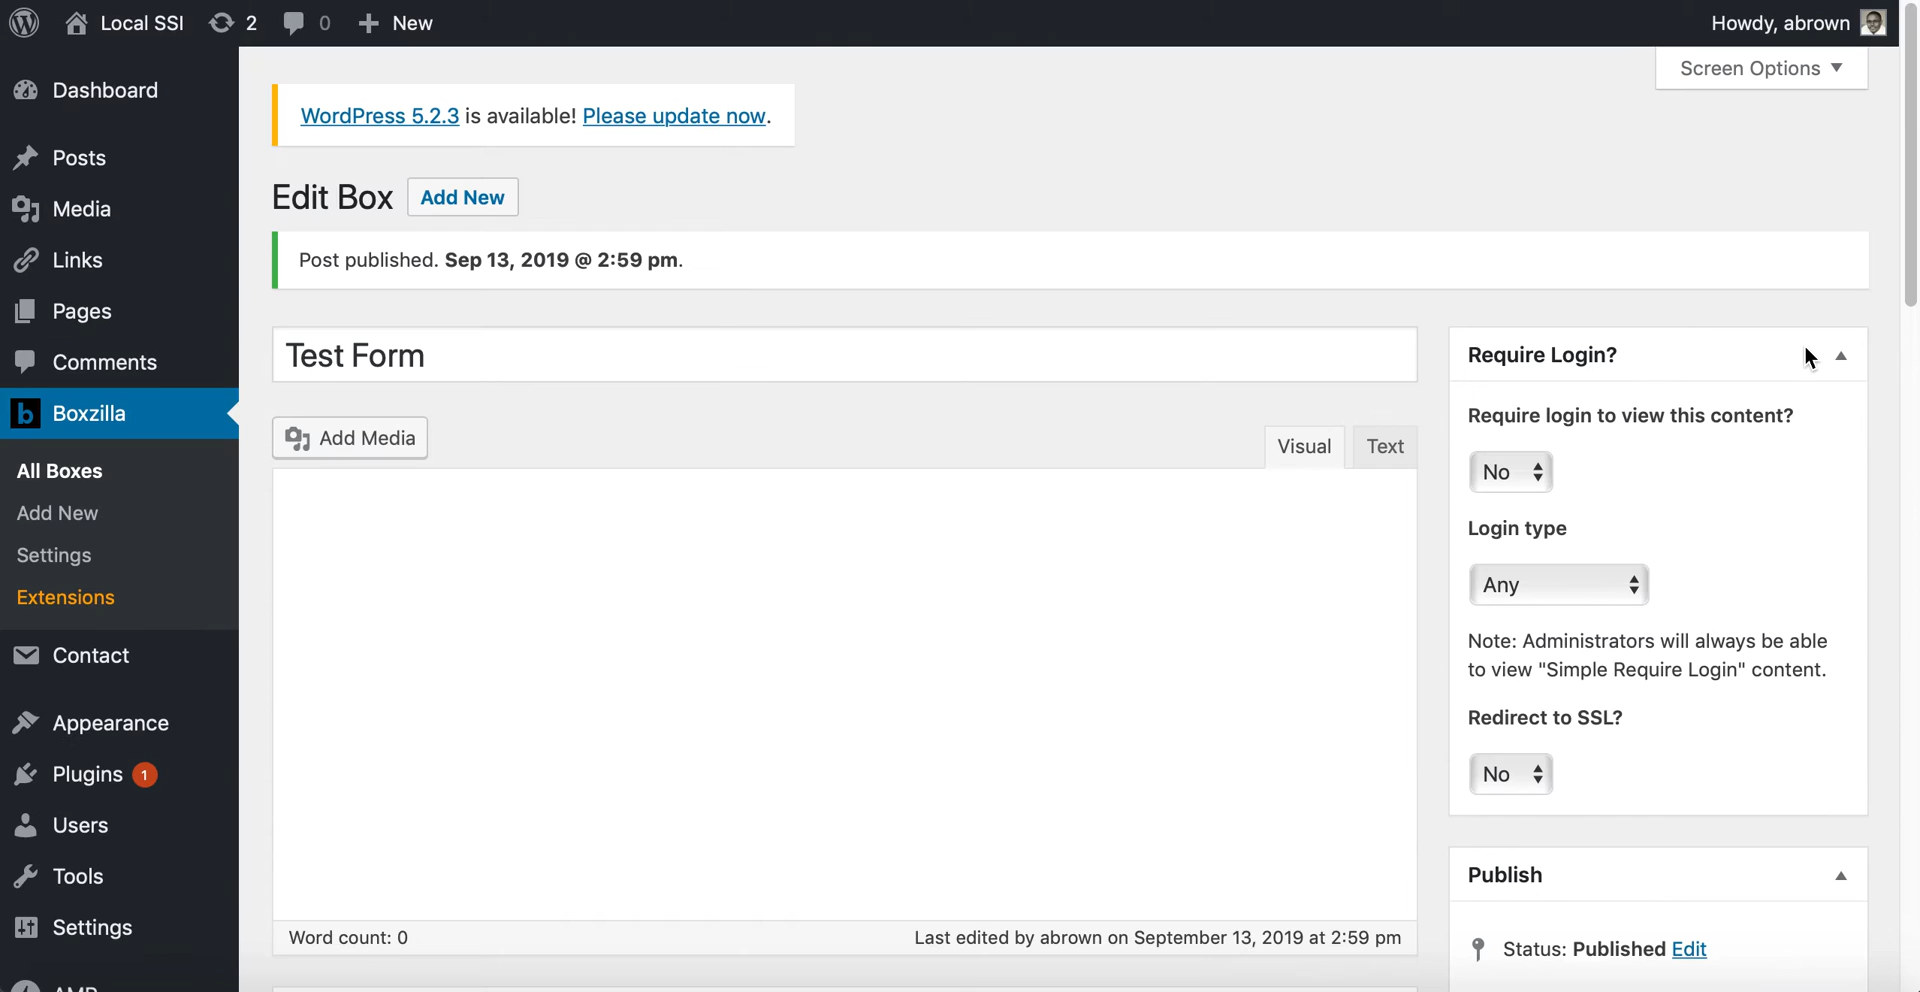 Local SSI 2 0 New Howdy, abrown
Screen Options
Dashboard
Posts
Media
Links
Pages
Comments
b Boxzilla
All Boxes
Add New
Settings
Extensions
Contact
Appearance
Plugins 1
Users
Tools
Settings
AMP
WordPress 5.2.3 is available! Please update now.
Edit Box Add New
Post published. Sep 13, 2019 @ 2:59 pm.
Test Form
Add Media
Visual Text
Word count: 0 Last edited by abrown on September 13, 2019 at 2:59 pm
Require Login?
Require login to view this content?
No
Login type
Any
Note: Administrators will always be able
to view "Simple Require Login" content.
Redirect to SSL?
No
Publish
Status: Published Edit